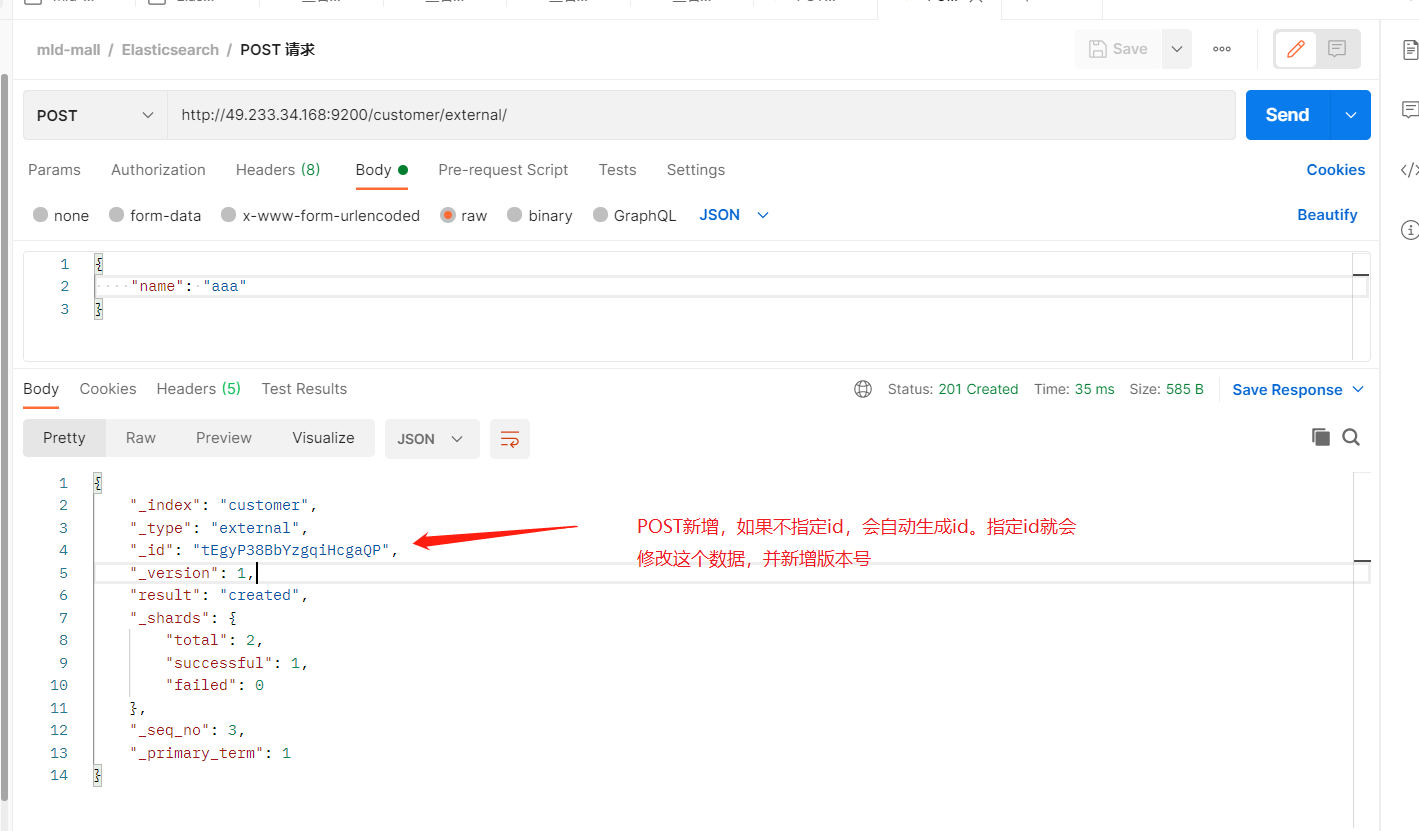 mld-mall / Elasticsearch / POST 请求
Save
POST
http://49.233.34.168:9200/customer/external/
Send
Params Authorization Headers (8) Body Pre-request Script Tests Settings Cookies
none form-data x-www-form-urlencoded raw binary GraphQL JSON Beautify
1 {
2 "name": "aaa"
3 }
Body Cookies Headers (5) Test Results Status: 201 Created Time: 35 ms Size: 585 B Save Response
Pretty Raw Preview Visualize JSON
1 {
2 "_index": "customer",
3 "_type": "external",
4 "_id": "tEgyP38BbYzgqiHcgaQP",
5 "_version": 1,
6 "result": "created",
7 "_shards": {
8 "total": 2,
9 "successful": 1,
10 "failed": 0
11 },
12 "_seq_no": 3,
13 "_primary_term": 1
14 }
POST新增，如果不指定id，会自动生成id。指定id就会
修改这个数据，并新增版本号